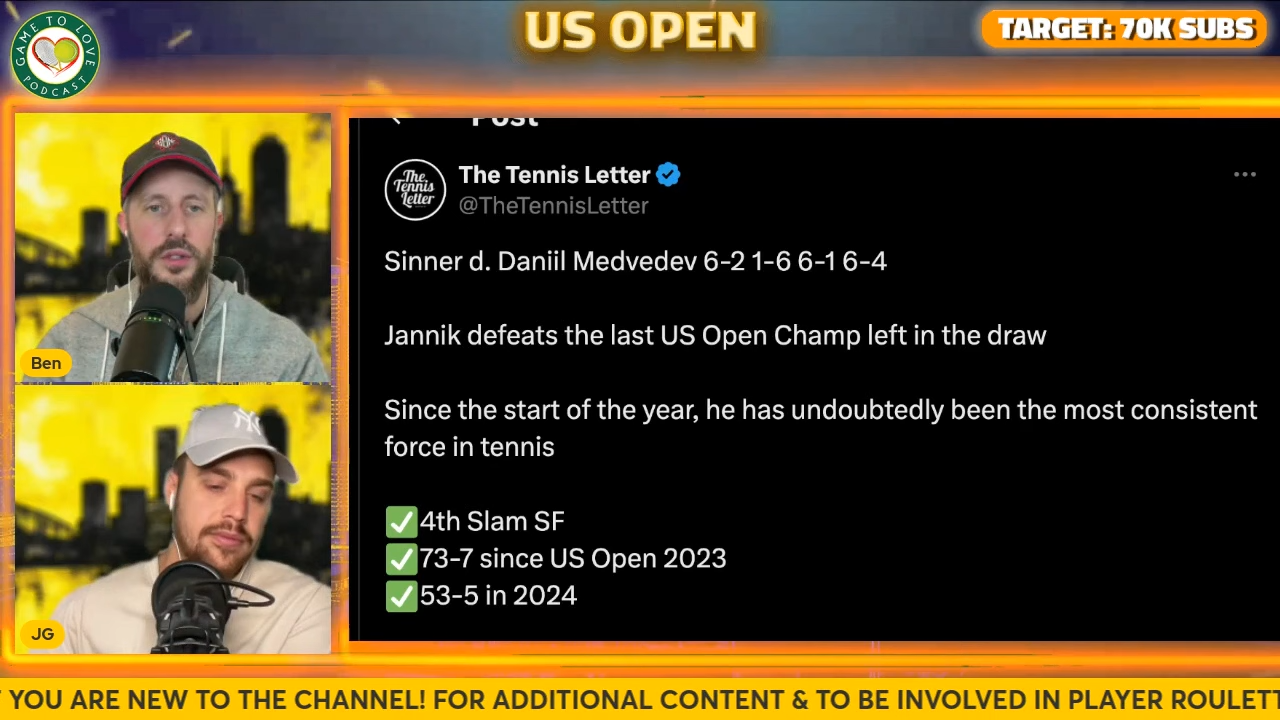 GAME TO LOVE
PODCAST
US OPEN
TARGET: 70K SUBS
Post
The Tennis Letter
The Tennis Letter
@TheTennisLetter
Sinner d. Daniil Medvedev 6-2 1-6 6-1 6-4
Jannik defeats the last US Open Champ left in the draw
Since the start of the year, he has undoubtedly been the most consistent
force in tennis
✅4th Slam SF
✅73-7 since US Open 2023
✅53-5 in 2024
Ben
JG
YOU ARE NEW TO THE CHANNEL! FOR ADDITIONAL CONTENT & TO BE INVOLVED IN PLAYER ROULETT